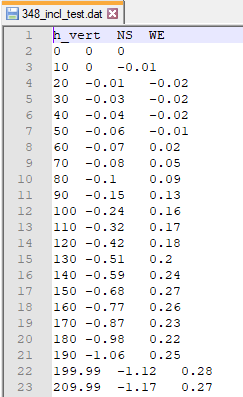 348_incl_test.dat
1 h_vert NS WE
2 0 0 0
3 10 0 -0.01
4 20 -0.01 -0.02
5 30 -0.03 -0.02
6 40 -0.04 -0.02
7 50 -0.06 -0.01
8 60 -0.07 0.02
9 70 -0.08 0.05
10 80 -0.1 0.09
11 90 -0.15 0.13
12 100 -0.24 0.16
13 110 -0.32 0.17
14 120 -0.42 0.18
15 130 -0.51 0.2
16 140 -0.59 0.24
17 150 -0.68 0.27
18 160 -0.77 0.26
19 170 -0.87 0.23
20 180 -0.98 0.22
21 190 -1.06 0.25
22 199.99 -1.12 0.28
23 209.99 -1.17 0.27